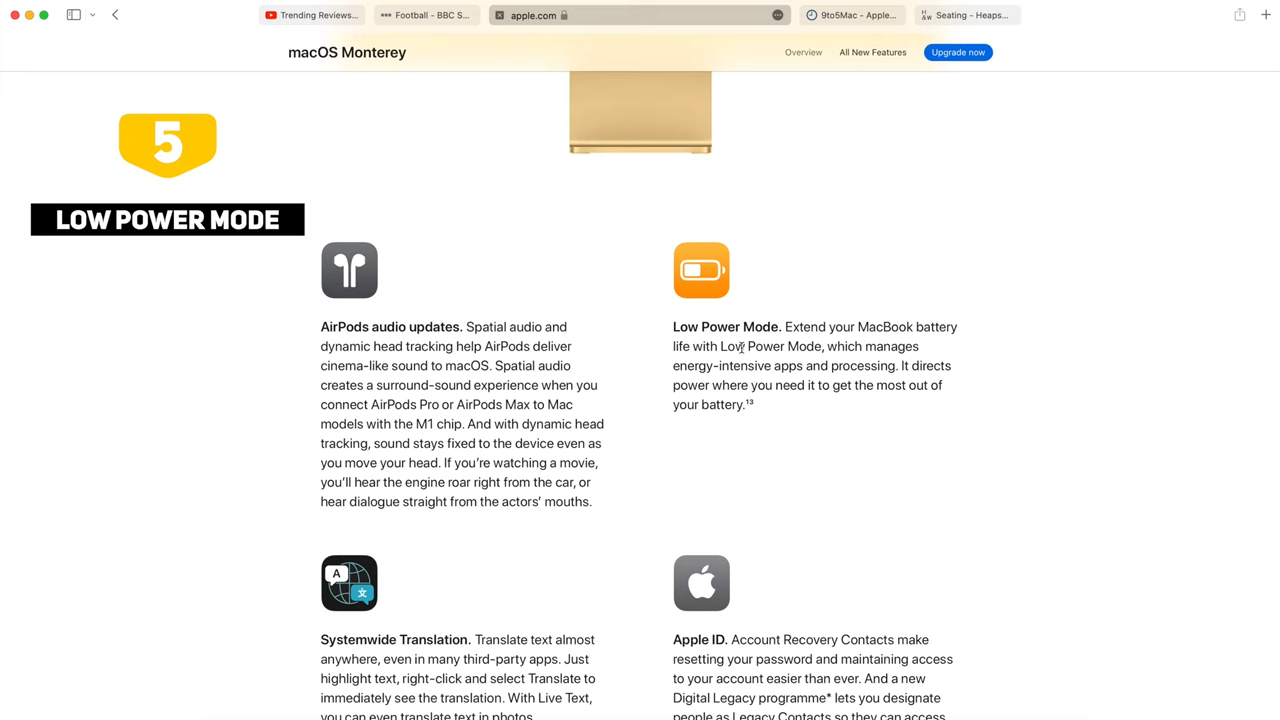 Trending Reviews...
Football - BBC S...
apple.com
9to5Mac - Apple...
H & W
Seating - Heaps...
macOS Monterey
Overview
All New Features
Upgrade now
5
LOW POWER MODE
AirPods audio updates. Spatial audio and
dynamic head tracking help AirPods deliver
cinema-like sound to macOS. Spatial audio
creates a surround-sound experience when you
connect AirPods Pro or AirPods Max to Mac
models with the M1 chip. And with dynamic head
tracking, sound stays fixed to the device even as
you move your head. If you’re watching a movie,
you’ll hear the engine roar right from the car, or
hear dialogue straight from the actors’ mouths.
Low Power Mode. Extend your MacBook battery
life with Low Power Mode, which manages
energy-intensive apps and processing. It directs
power where you need it to get the most out of
your battery.¹³
A
文
Systemwide Translation. Translate text almost
anywhere, even in many third-party apps. Just
highlight text, right-click and select Translate to
immediately see the translation. With Live Text,
you can even translate text in photos.
Apple ID. Account Recovery Contacts make
resetting your password and maintaining access
to your account easier than ever. And a new
Digital Legacy programme* lets you designate
people as Legacy Contacts so they can access